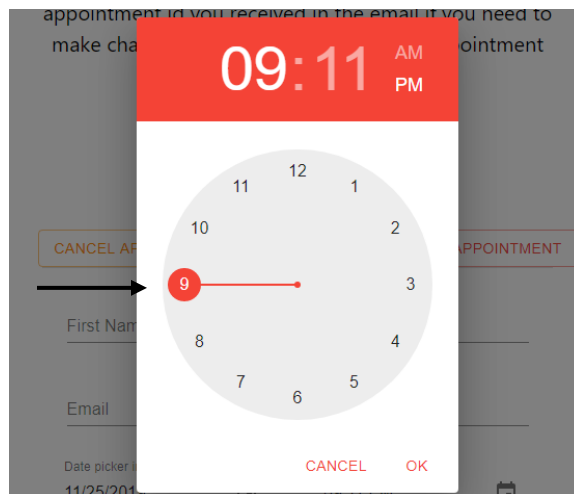 appointment id you received in the email if you need to
make cha
ointment
09:11
AM
PM
12
11
1
10
2
9
3
8
4
7
5
6
CANCEL AP
APPOINTMENT
First Nam
Email
Date picker i
11/25/201
CANCEL
OK